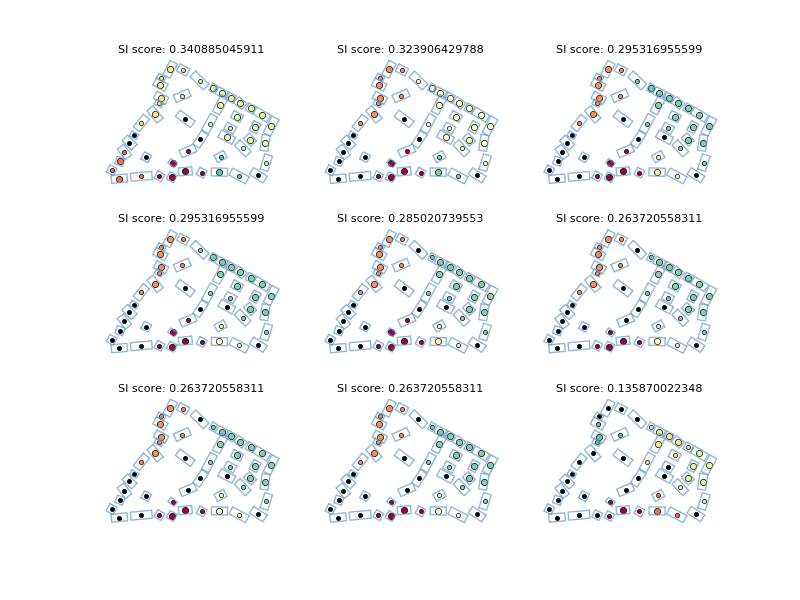 SI score: 0.340885045911
SI score: 0.323906429788
SI score: 0.295316955599
SI score: 0.295316955599
SI score: 0.285020739553
SI score: 0.263720558311
SI score: 0.263720558311
SI score: 0.263720558311
SI score: 0.135870022348